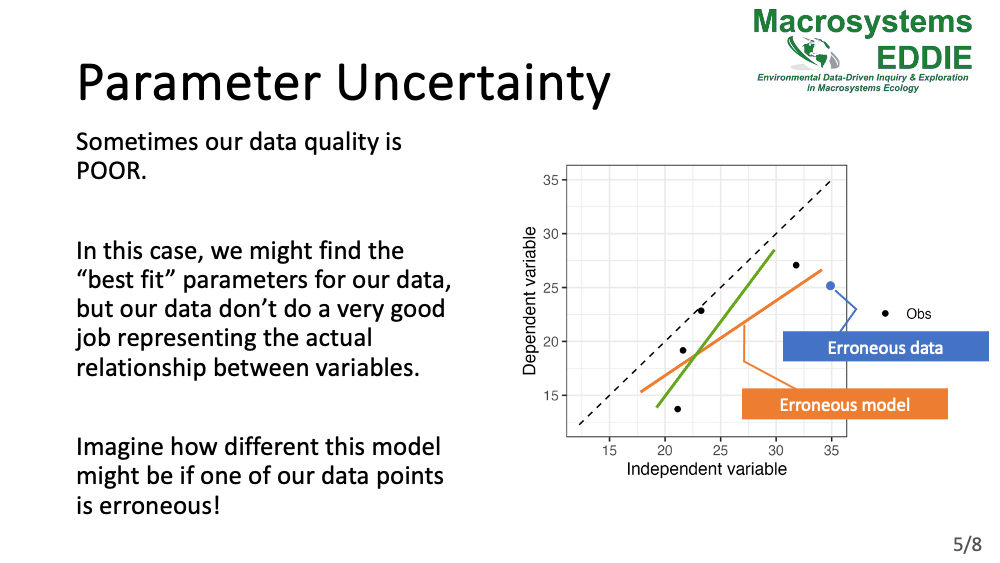 Macrosystems
EDDIE
Environmental Data-Driven Inquiry & Exploration
in Macrosystems Ecology
Parameter Uncertainty
Sometimes our data quality is
POOR.
In this case, we might find the
“best fit” parameters for our data,
but our data don’t do a very good
job representing the actual
relationship between variables.
Imagine how different this model
might be if one of our data points
is erroneous!
Dependent variable
35
30
25
20
15
15 20 25 30 35
Independent variable
Obs
Erroneous data
Erroneous model
5/8